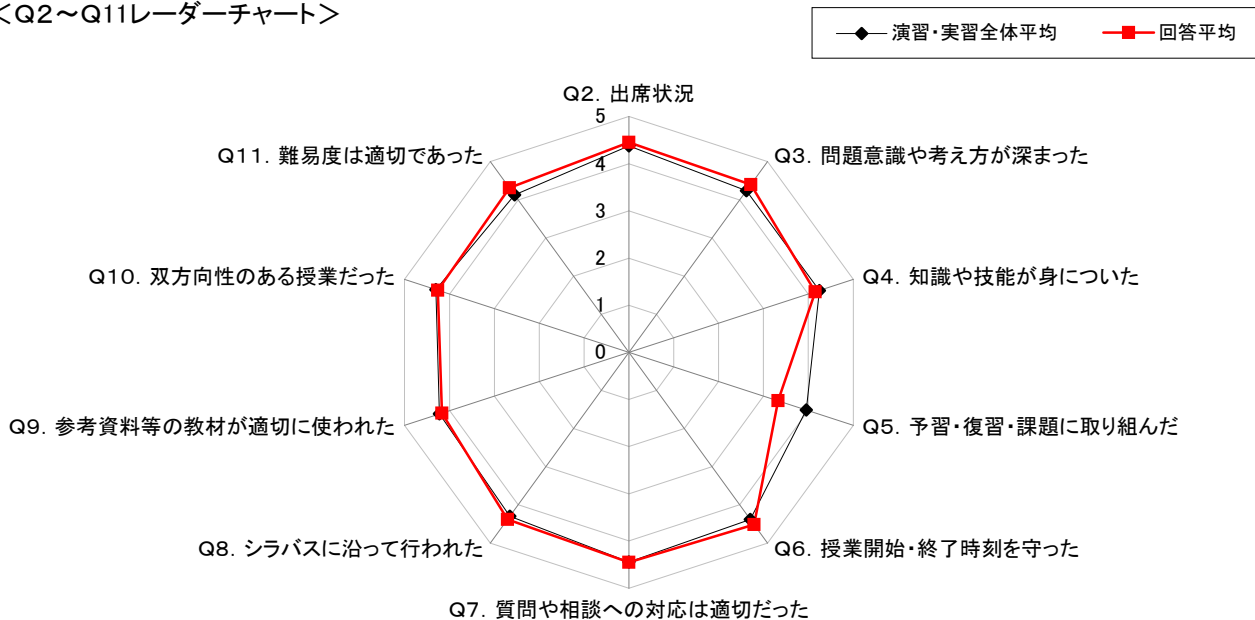 ＜Q2～Q11レーダーチャート＞
演習・実習全体平均
回答平均
Q2. 出席状況
Q3. 問題意識や考え方が深まった
Q4. 知識や技能が身についた
Q5. 予習・復習・課題に取り組んだ
Q6. 授業開始・終了時刻を守った
Q7. 質問や相談への対応は適切だった
Q8. シラバスに沿って行われた
Q9. 参考資料等の教材が適切に使われた
Q10. 双方向性のある授業だった
Q11. 難易度は適切であった
5
4
3
2
1
0